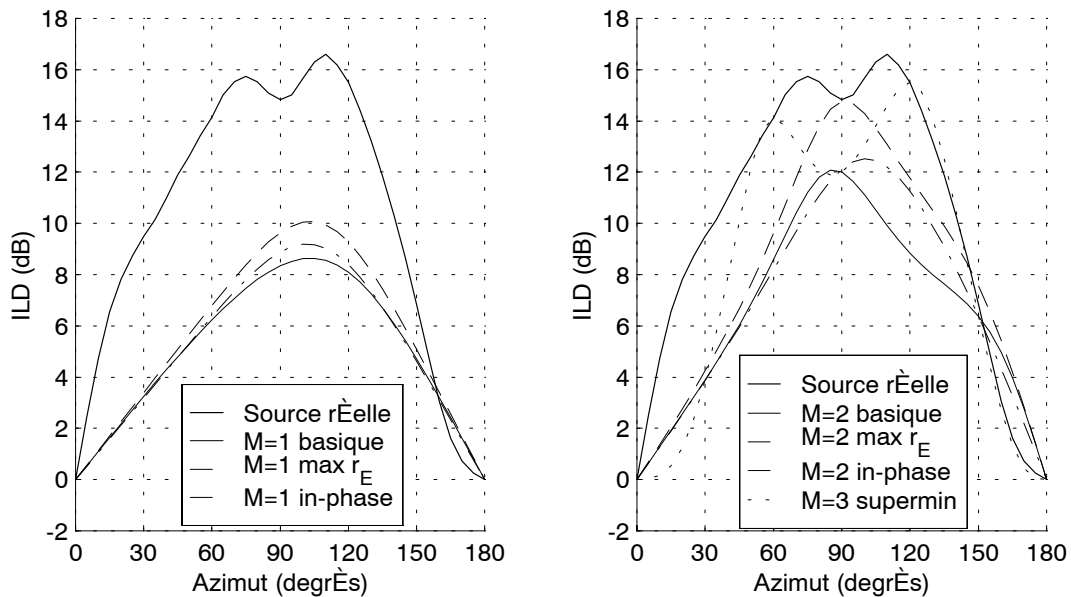 18
16
14
12
10
8
6
4
2
0
-2
ILD (dB)
0 30 60 90 120 150 180
Azimut (degrÈs)
Source rÈelle
M=1 basique
M=1 max r_E
M=1 in-phase
18
16
14
12
10
8
6
4
2
0
-2
ILD (dB)
0 30 60 90 120 150 180
Azimut (degrÈs)
Source rÈelle
M=2 basique
M=2 max r_E
M=2 in-phase
M=3 supermin